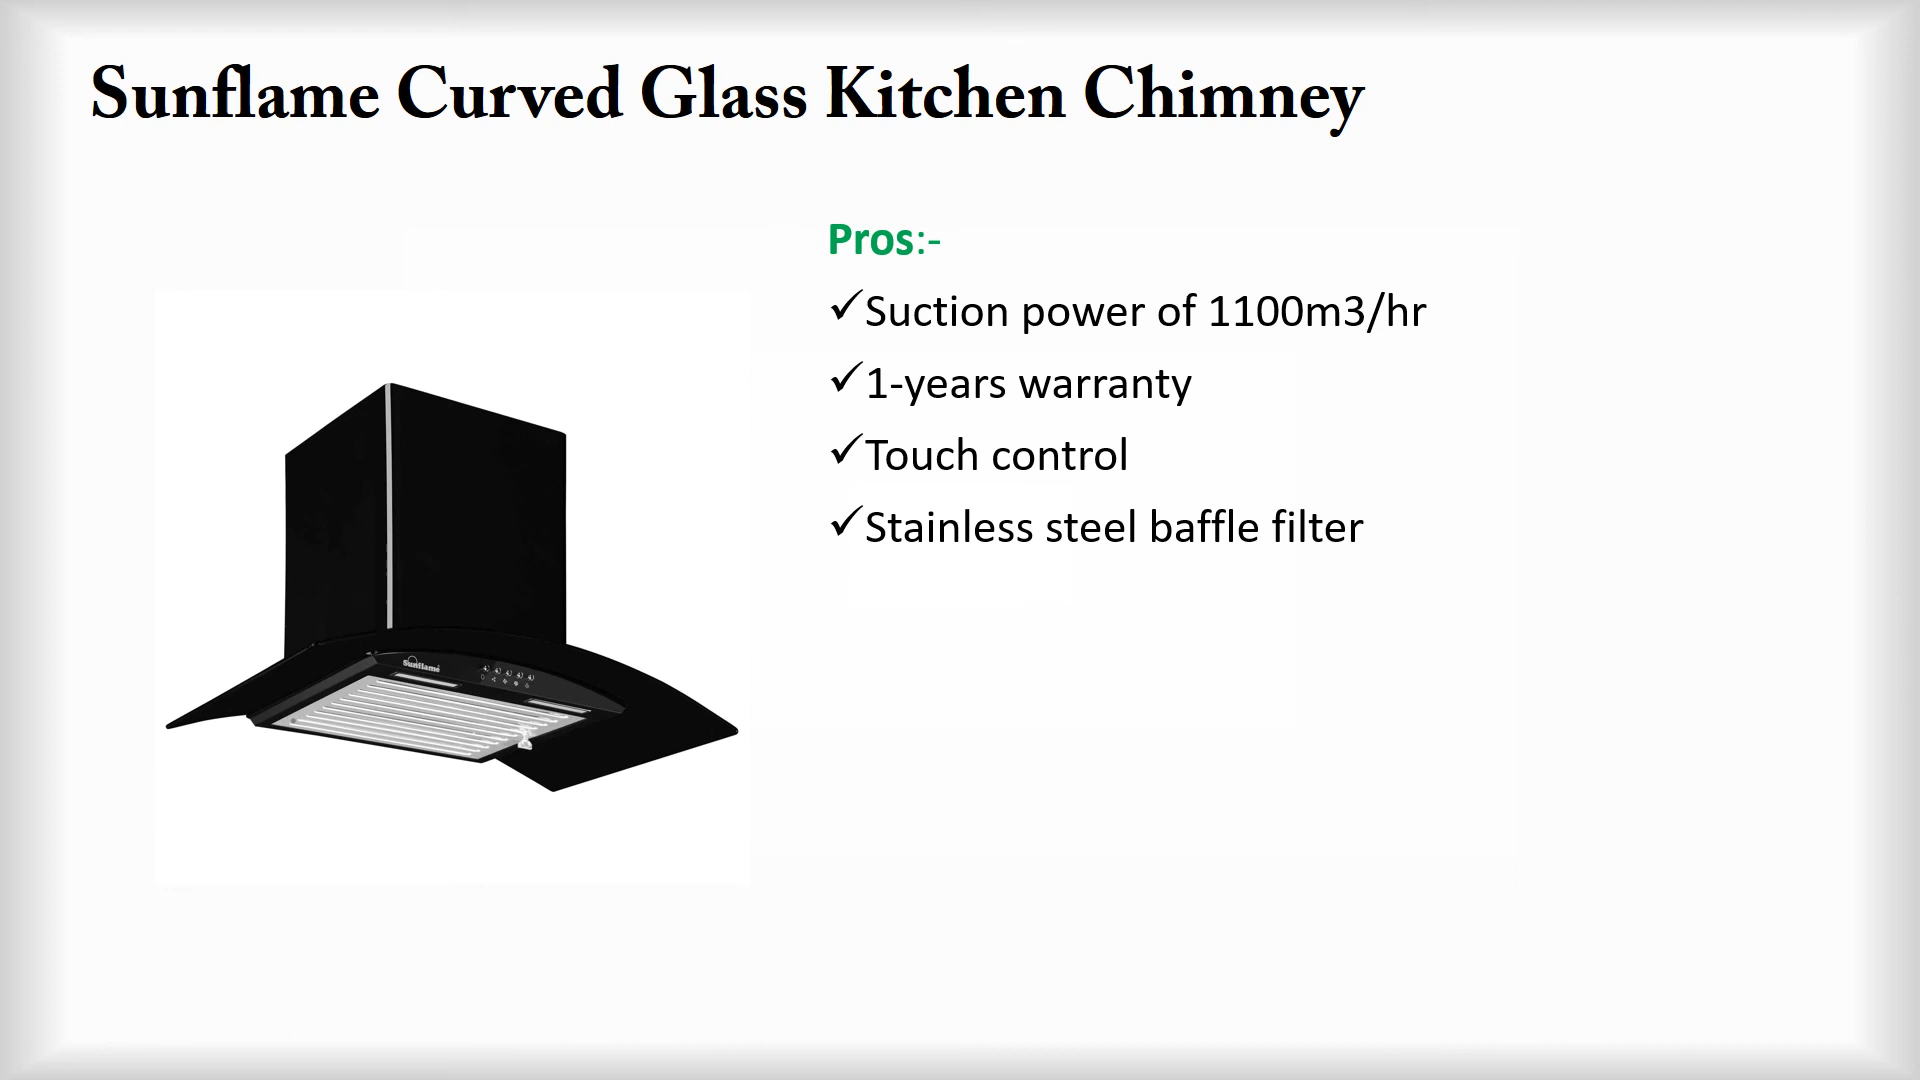 Sunflame Curved Glass Kitchen Chimney
Pros:-
✓Suction power of 1100m3/hr
✓1-years warranty
✓Touch control
✓Stainless steel baffle filter
Sunflame